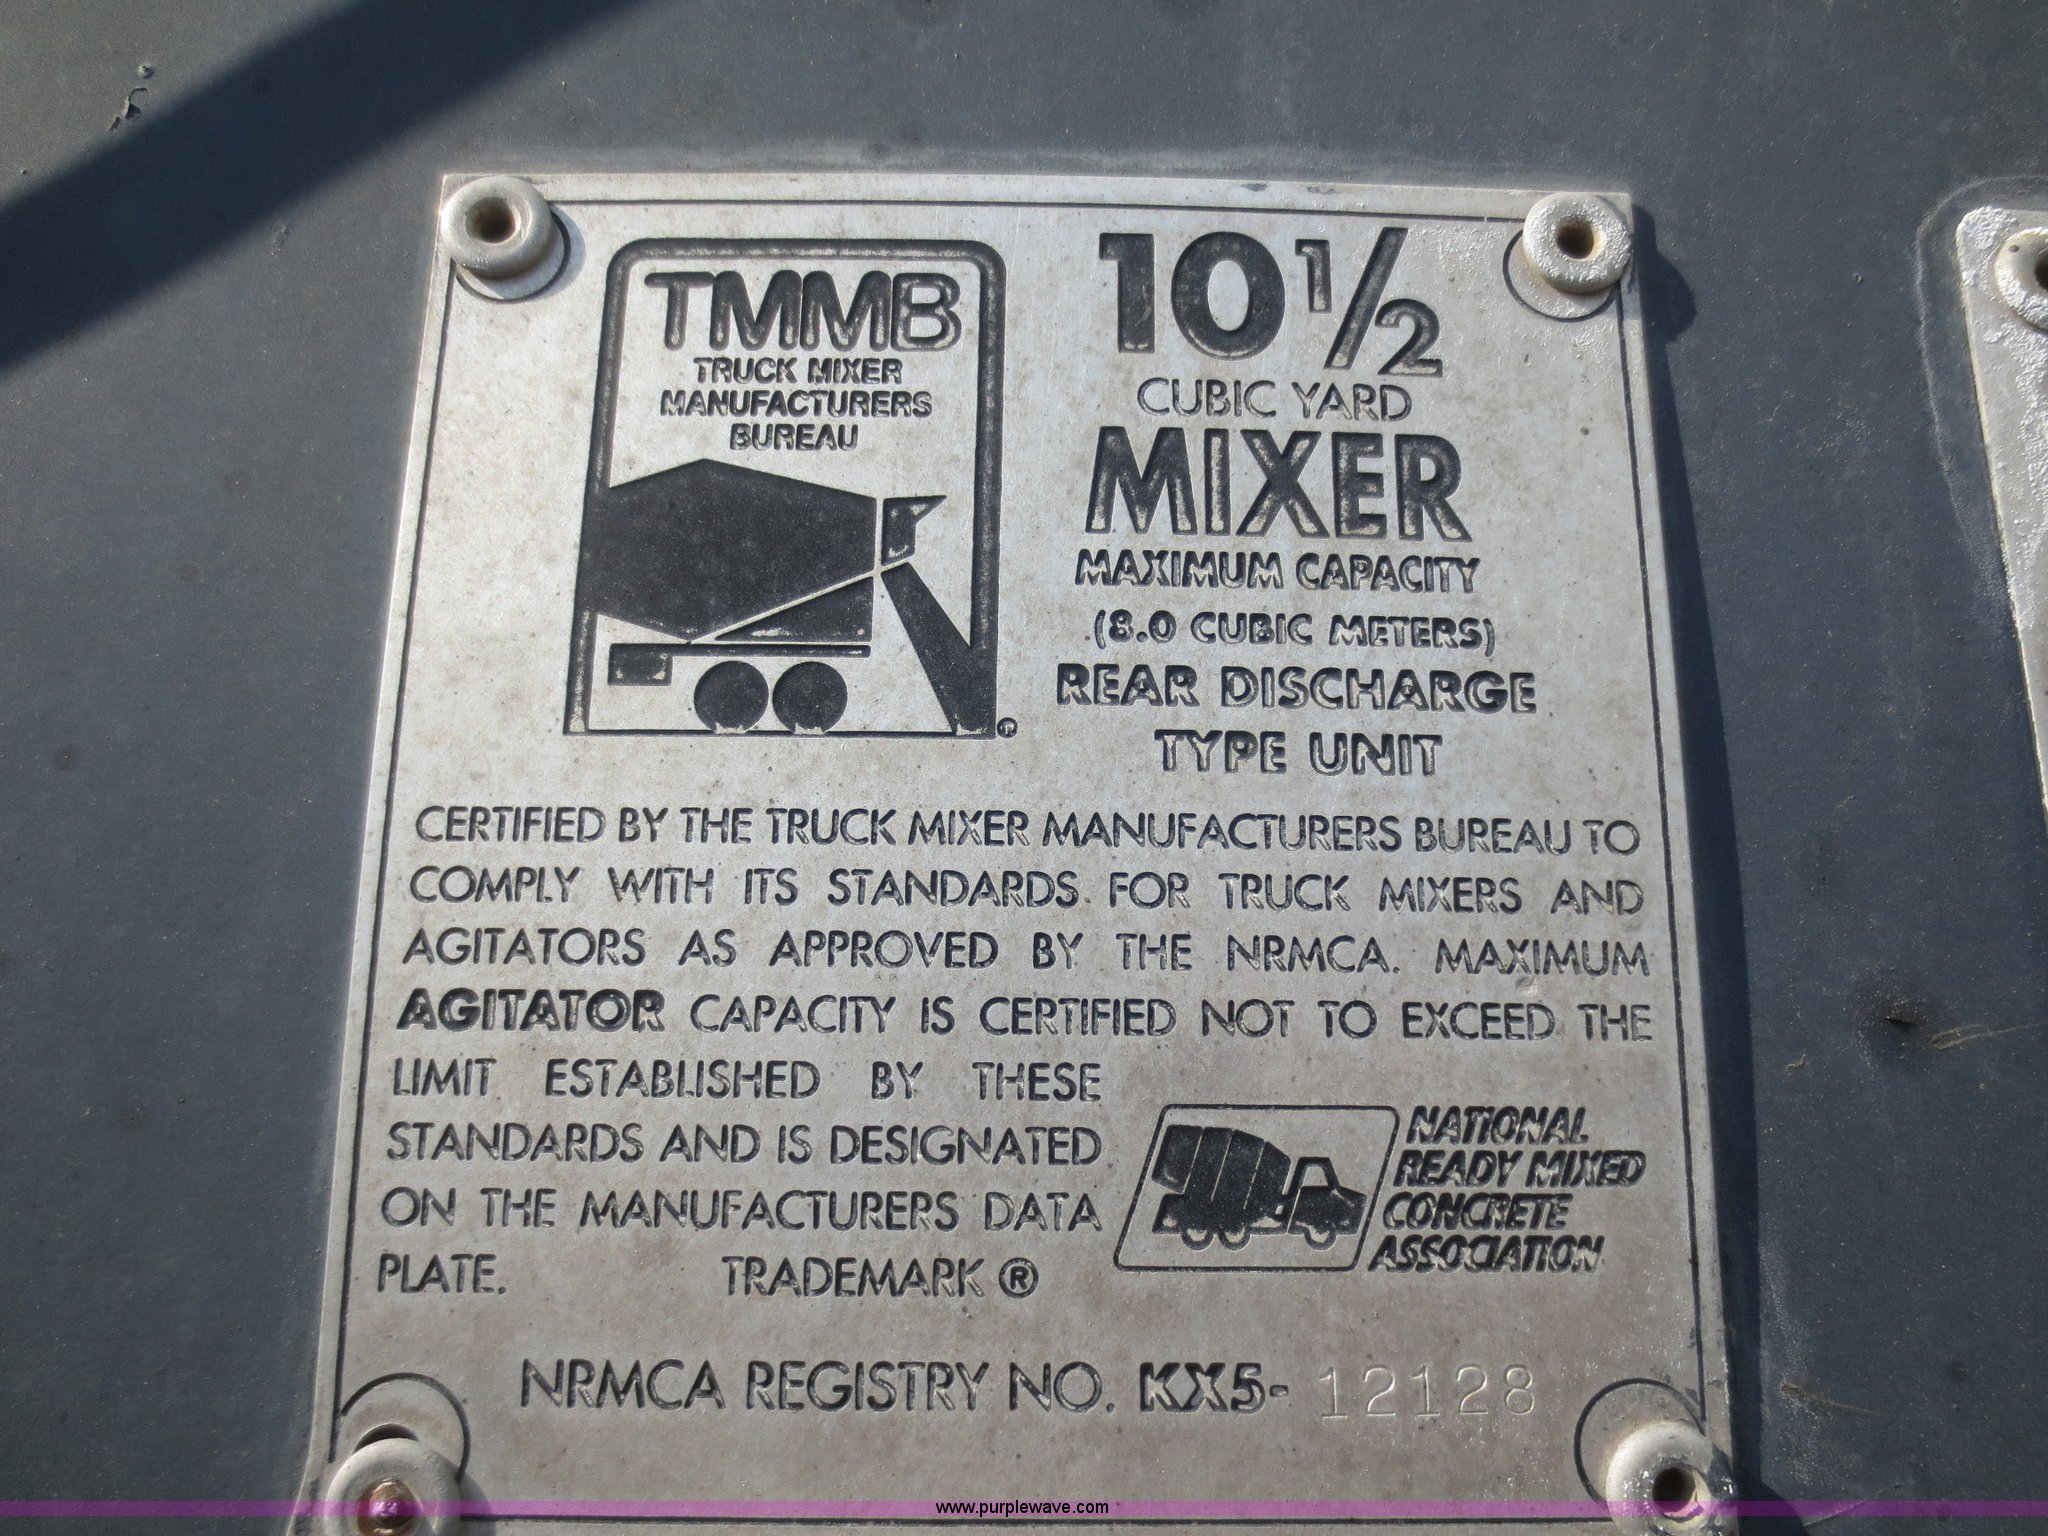 TMMB
TRUCK MIXER
MANUFACTURERS
BUREAU
®
10 1/2
CUBIC YARD
MIXER
MAXIMUM CAPACITY
(8.0 CUBIC METERS)
REAR DISCHARGE
TYPE UNIT
CERTIFIED BY THE TRUCK MIXER MANUFACTURERS BUREAU TO
COMPLY WITH ITS STANDARDS FOR TRUCK MIXERS AND
AGITATORS AS APPROVED BY THE NRMCA. MAXIMUM
AGITATOR CAPACITY IS CERTIFIED NOT TO EXCEED THE
LIMIT ESTABLISHED BY THESE
STANDARDS AND IS DESIGNATED
ON THE MANUFACTURERS DATA
PLATE. TRADEMARK ®
NATIONAL
READY MIXED
CONCRETE
ASSOCIATION
NRMCA REGISTRY NO. KX5- 12128
www.purplewave.com